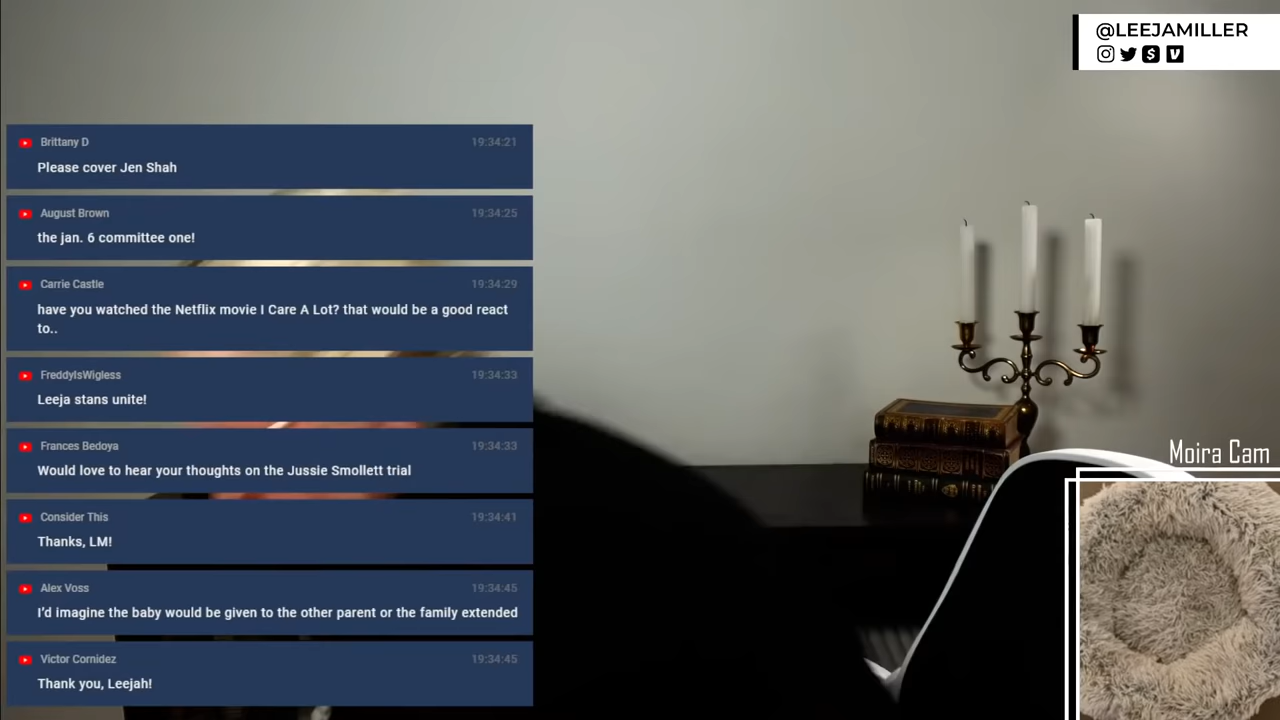 @LEEJAMILLER
Brittany D 19:34:21
Please cover Jen Shah
August Brown 19:34:25
the jan. 6 committee one!
Carrie Castle 19:34:29
have you watched the Netflix movie I Care A Lot? that would be a good react
to..
FreddyIsWigless 19:34:33
Leeja stans unite!
Frances Bedoya 19:34:33
Would love to hear your thoughts on the Jussie Smollett trial
Consider This 19:34:41
Thanks, LM!
Alex Voss 19:34:45
I'd imagine the baby would be given to the other parent or the family extended
Victor Cornidez 19:34:45
Thank you, Leejah!
Moira Cam